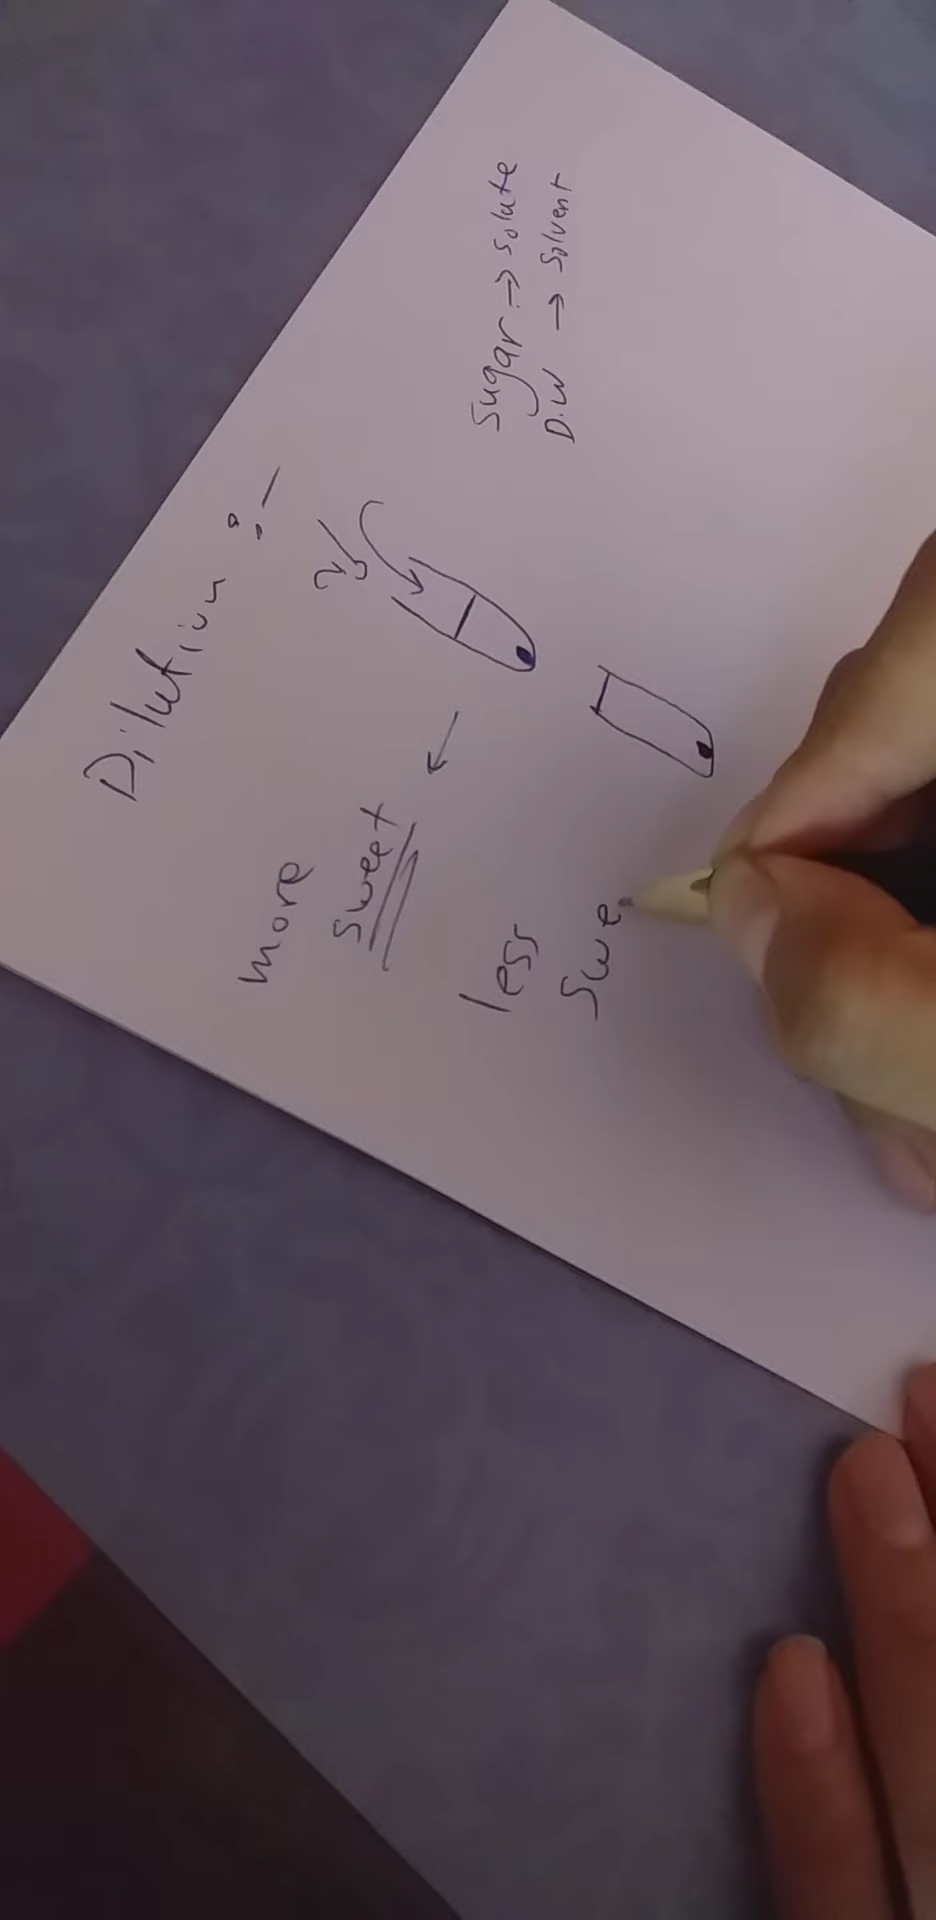 Dilution :-
Sugar → solute
D.W → Solvent
more
sweet
less
swe